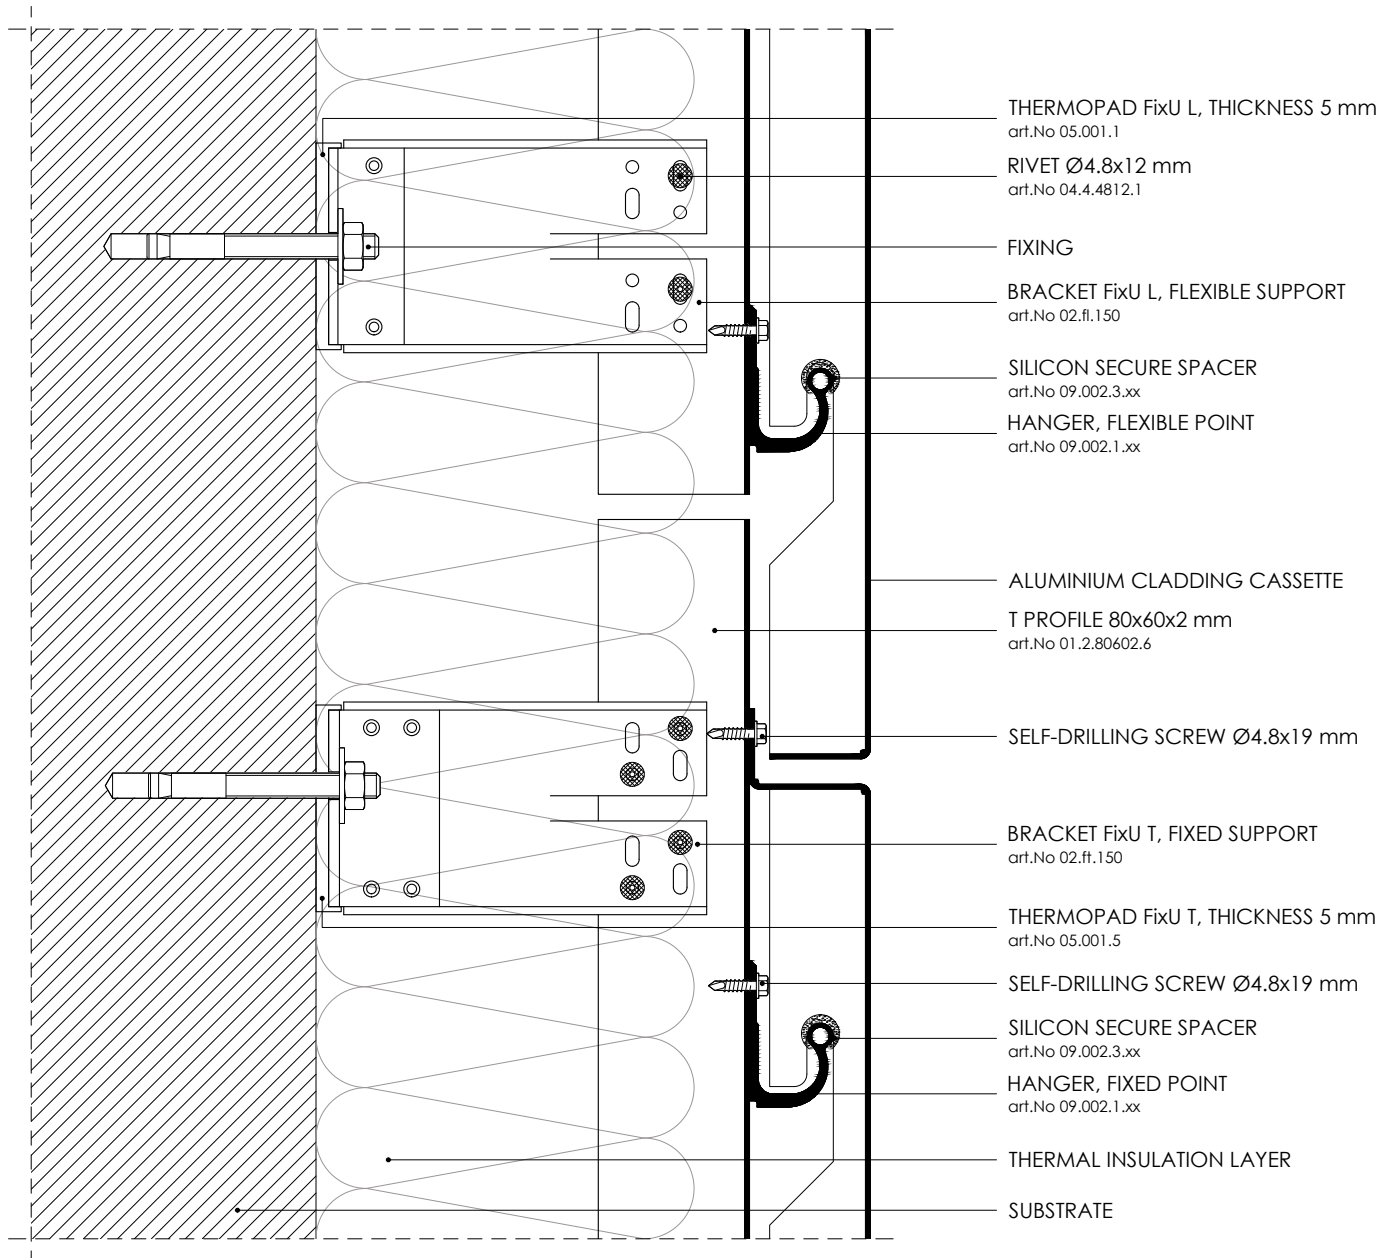 THERMOPAD FixU L, THICKNESS 5 mm
art.No 05.001.1
RIVET Ø4.8x12 mm
art.No 04.4.4812.1
FIXING
BRACKET FixU L, FLEXIBLE SUPPORT
art.No 02.fl.150
SILICON SECURE SPACER
art.No 09.002.3.xx
HANGER, FLEXIBLE POINT
art.No 09.002.1.xx
ALUMINIUM CLADDING CASSETTE
T PROFILE 80x60x2 mm
art.No 01.2.80602.6
SELF-DRILLING SCREW Ø4.8x19 mm
BRACKET FixU T, FIXED SUPPORT
art.No 02.ft.150
THERMOPAD FixU T, THICKNESS 5 mm
art.No 05.001.5
SELF-DRILLING SCREW Ø4.8x19 mm
SILICON SECURE SPACER
art.No 09.002.3.xx
HANGER, FIXED POINT
art.No 09.002.1.xx
THERMAL INSULATION LAYER
SUBSTRATE